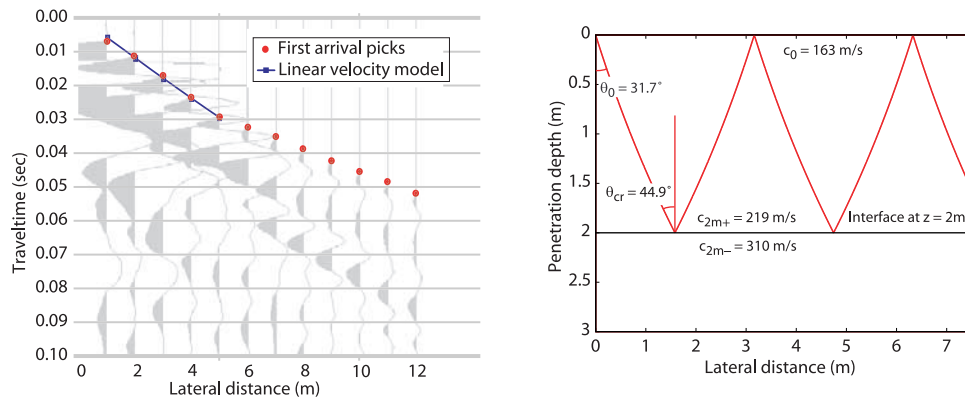 0.00
0.01
0.02
0.03
0.04
0.05
0.06
0.07
0.08
0.09
0.10
Traveltime (sec)
0 2 4 6 8 10 12
Lateral distance (m)
First arrival picks
Linear velocity model
0
0.5
1
1.5
2
2.5
3
Penetration depth (m)
0 1 2 3 4 5 6 7
Lateral distance (m)
c₀ = 163 m/s
θ₀ = 31.7°
θcr = 44.9°
c2m+ = 219 m/s
Interface at z = 2m
c2m− = 310 m/s